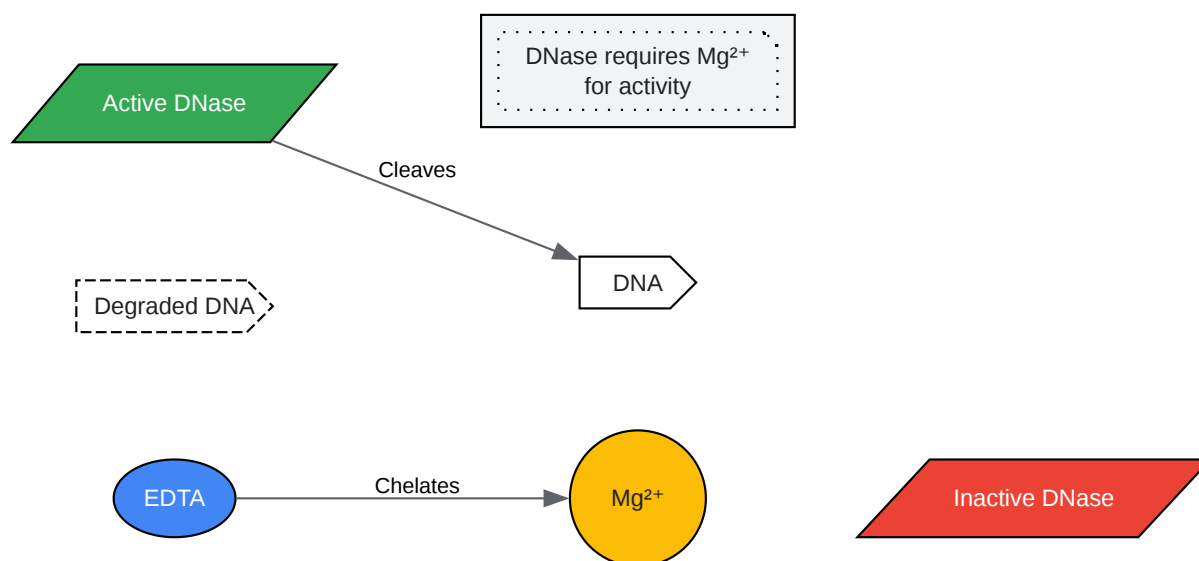 DNase requires Mg²⁺
for activity
Active DNase
Cleaves
DNA
Degraded DNA
EDTA
Chelates
Mg²⁺
Inactive DNase